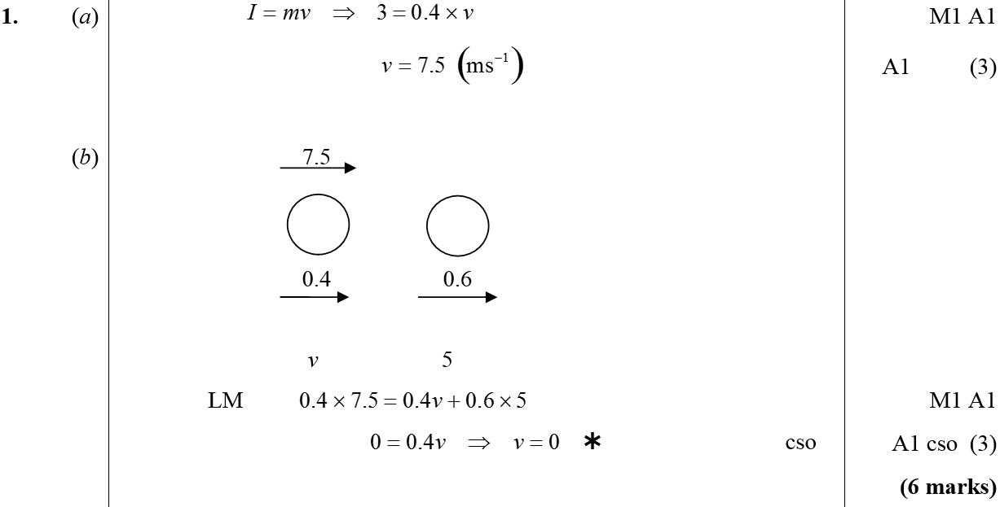 1. (a) I = mv ⇒ 3 = 0.4 × v M1 A1
v = 7.5 (ms⁻¹) A1 (3)
(b)
7.5
0.4 0.6
v 5
LM 0.4 × 7.5 = 0.4v + 0.6 × 5 M1 A1
0 = 0.4v ⇒ v = 0 * cso A1 cso (3)
(6 marks)